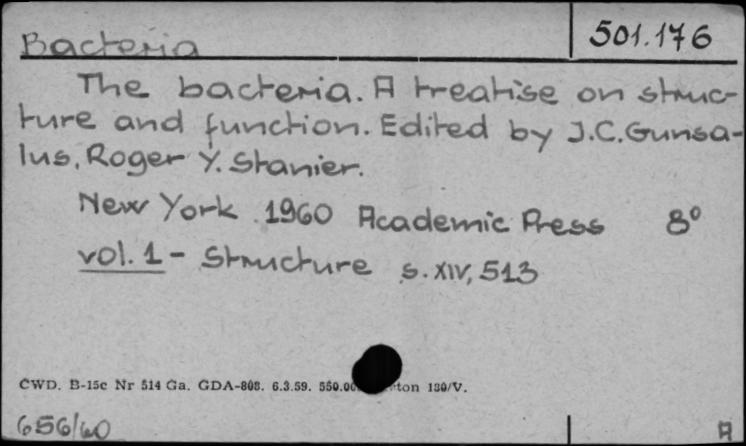 Bacteria 501.176
The bacteria. A treatise on struc-
ture and function. Edited by J.C. Gunsa-
lus, Roger Y. Stanier.
New York 1960 Academic Press 8°
vol. 1 - Structure s. XIV, 513
CWD. B-15c Nr 514 Ga. GDA-808. 6.3.59. 550.00 ton 180/V.
656/60 A